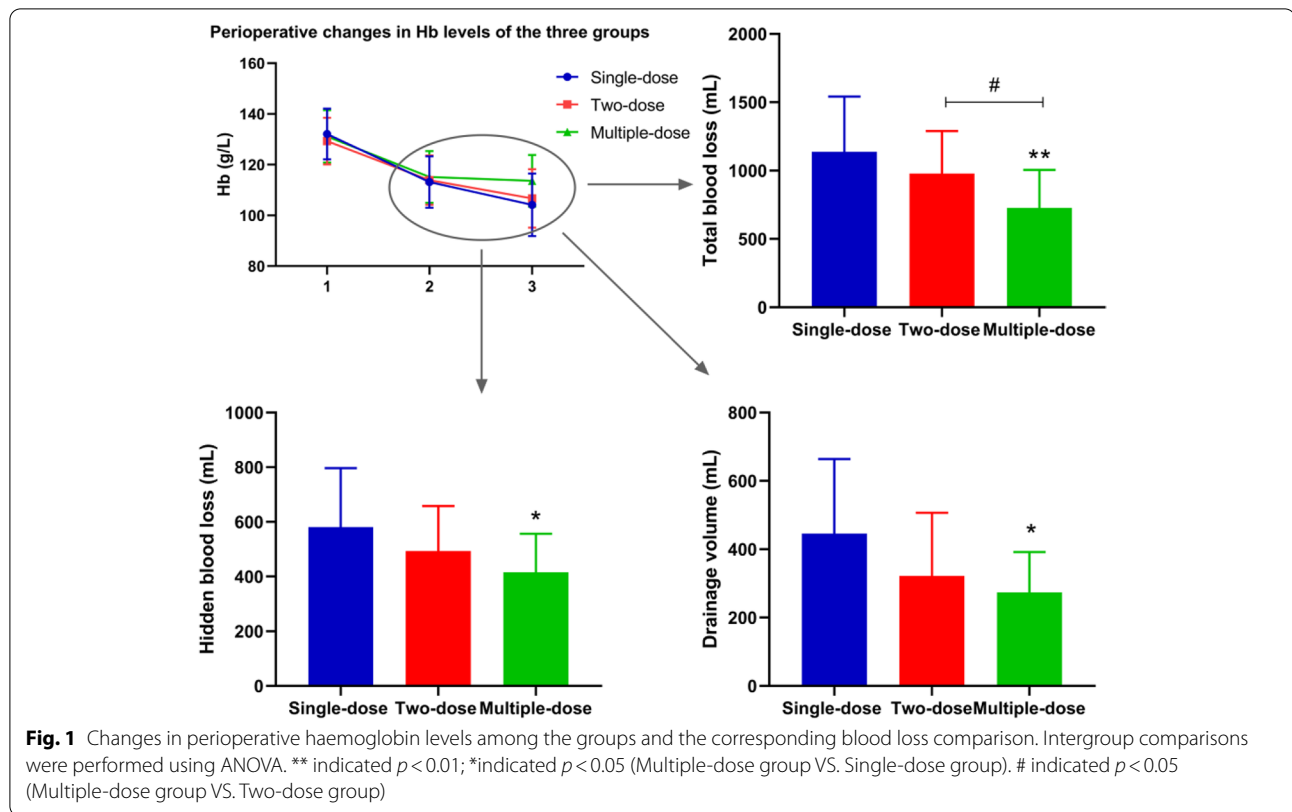 Perioperative changes in Hb levels of the three groups
160
140
120
100
80
Hb (g/L)
1 2 3
Single-dose
Two-dose
Multiple-dose
2000
1500
1000
500
0
Total blood loss (mL)
#
**
Single-dose Two-dose Multiple-dose
1000
800
600
400
200
0
Hidden blood loss (mL)
*
Single-dose Two-dose Multiple-dose
800
600
400
200
0
Drainage volume (mL)
*
Single-dose Two-dose Multiple-dose
Fig. 1 Changes in perioperative haemoglobin levels among the groups and the corresponding blood loss comparison. Intergroup comparisons
were performed using ANOVA. ** indicated p < 0.01; *indicated p < 0.05 (Multiple-dose group VS. Single-dose group). # indicated p < 0.05
(Multiple-dose group VS. Two-dose group)